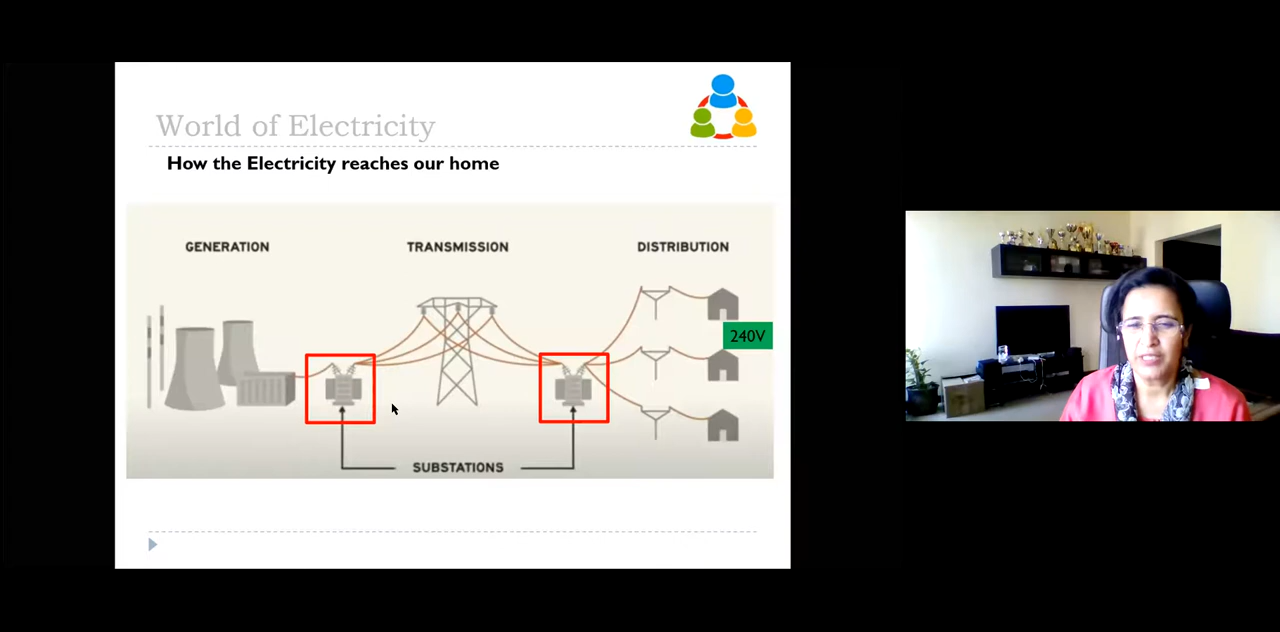 World of Electricity
How the Electricity reaches our home
GENERATION
TRANSMISSION
DISTRIBUTION
240V
SUBSTATIONS